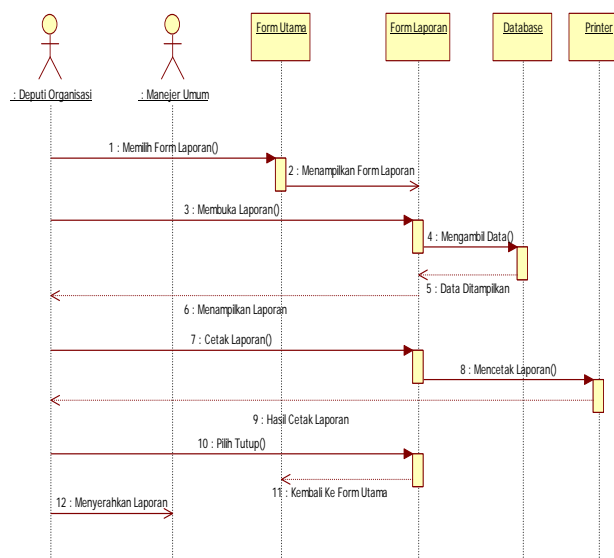 Form Utama
Form Laporan
Database
Printer
: Deputi Organisasi
: Manejer Umum
1 : Memilih Form Laporan()
2 : Menampilkan Form Laporan
3 : Membuka Laporan()
4 : Mengambil Data()
5 : Data Ditampilkan
6 : Menampilkan Laporan
7 : Cetak Laporan()
8 : Mencetak Laporan()
9 : Hasil Cetak Laporan
10 : Pilih Tutup()
11 : Kembali Ke Form Utama
12 : Menyerahkan Laporan